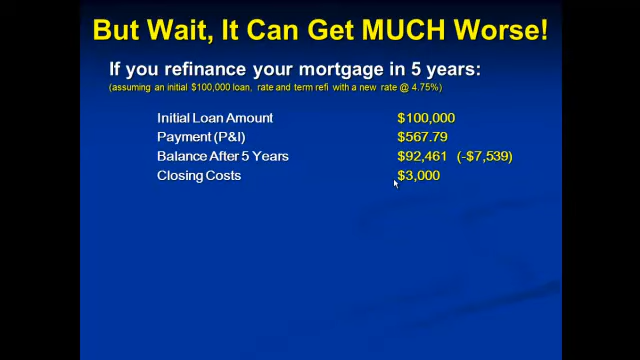 But Wait, It Can Get MUCH Worse!
If you refinance your mortgage in 5 years:
(assuming an initial $100,000 loan, rate and term refi with a new rate @ 4.75%)
Initial Loan Amount $100,000
Payment (P&I) $567.79
Balance After 5 Years $92,461 (-$7,539)
Closing Costs $3,000